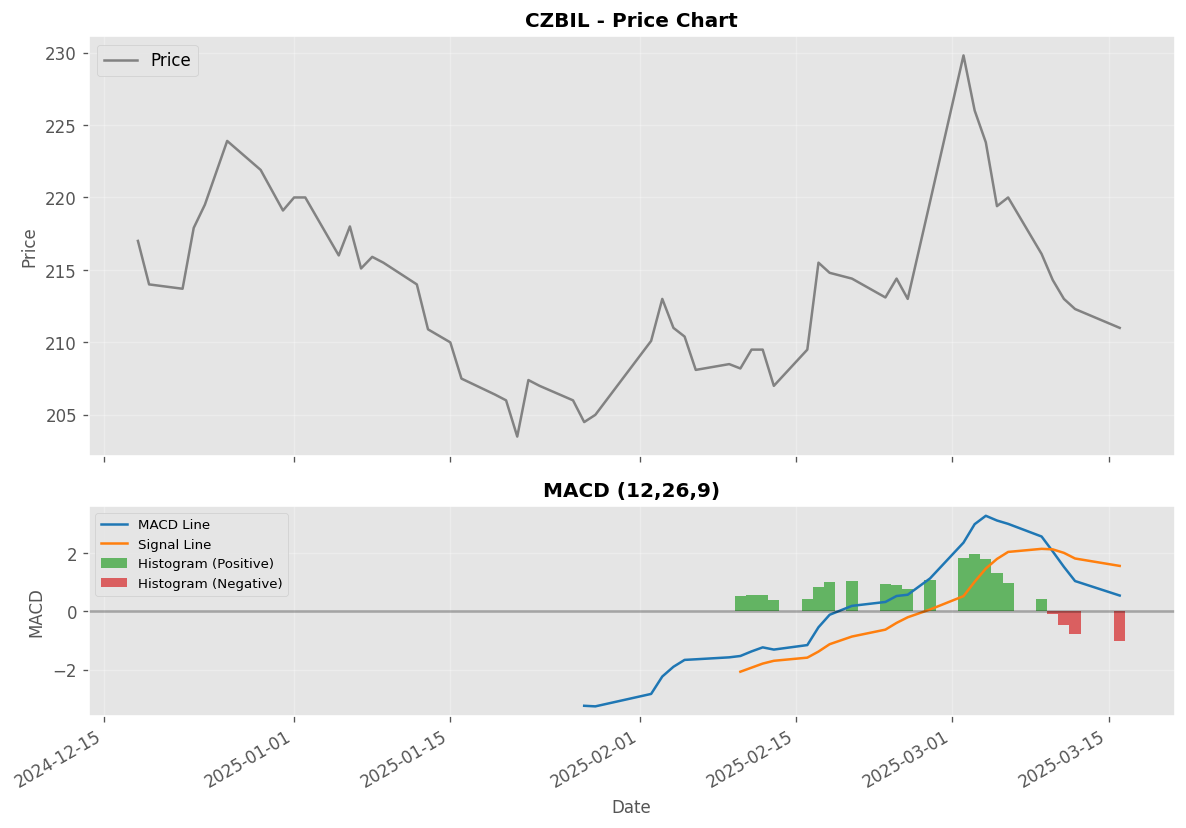 CZBIL - Price Chart
Price
230
225
220
215
210
205
Price
MACD (12,26,9)
MACD Line
Signal Line
Histogram (Positive)
Histogram (Negative)
2
0
−2
MACD
2024-12-15
2025-01-01
2025-01-15
2025-02-01
2025-02-15
2025-03-01
2025-03-15
Date